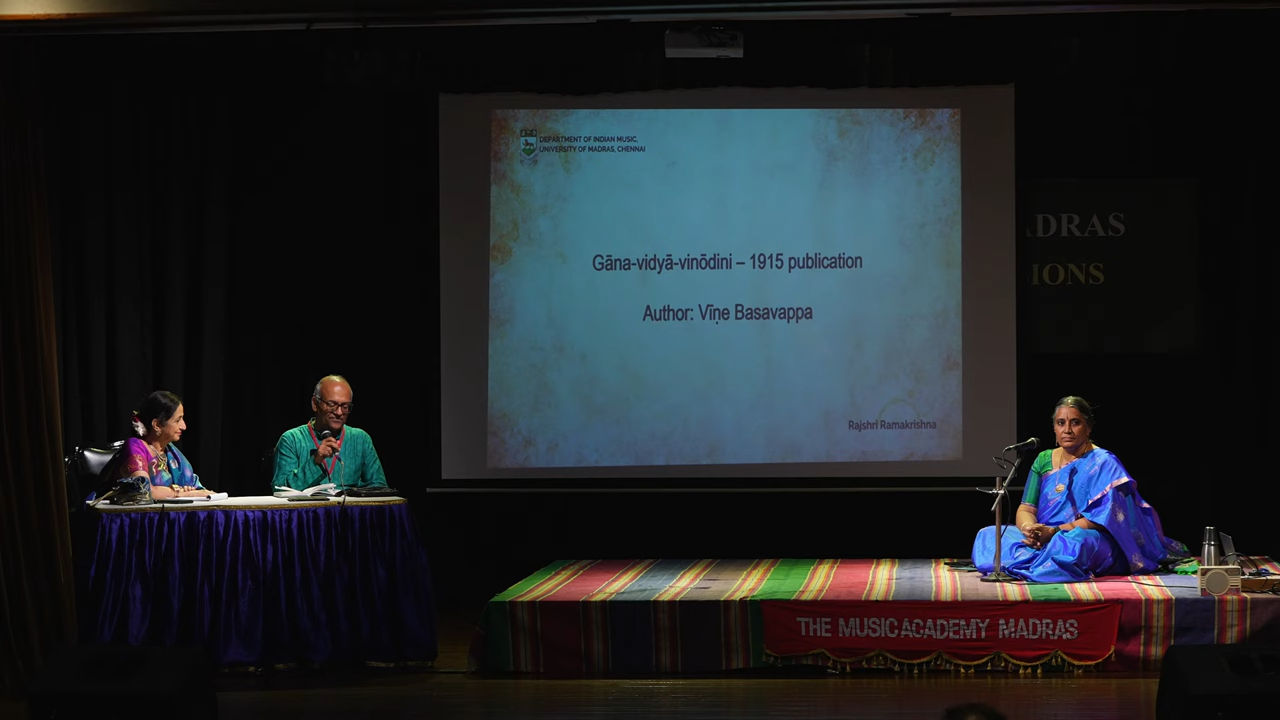 DEPARTMENT OF INDIAN MUSIC,
UNIVERSITY OF MADRAS, CHENNAI
Gāna-vidyā-vinōdini – 1915 publication
Author: Vīṇe Basavappa
Rajshri Ramakrishna
ADRAS
IONS
THE MUSIC ACADEMY MADRAS